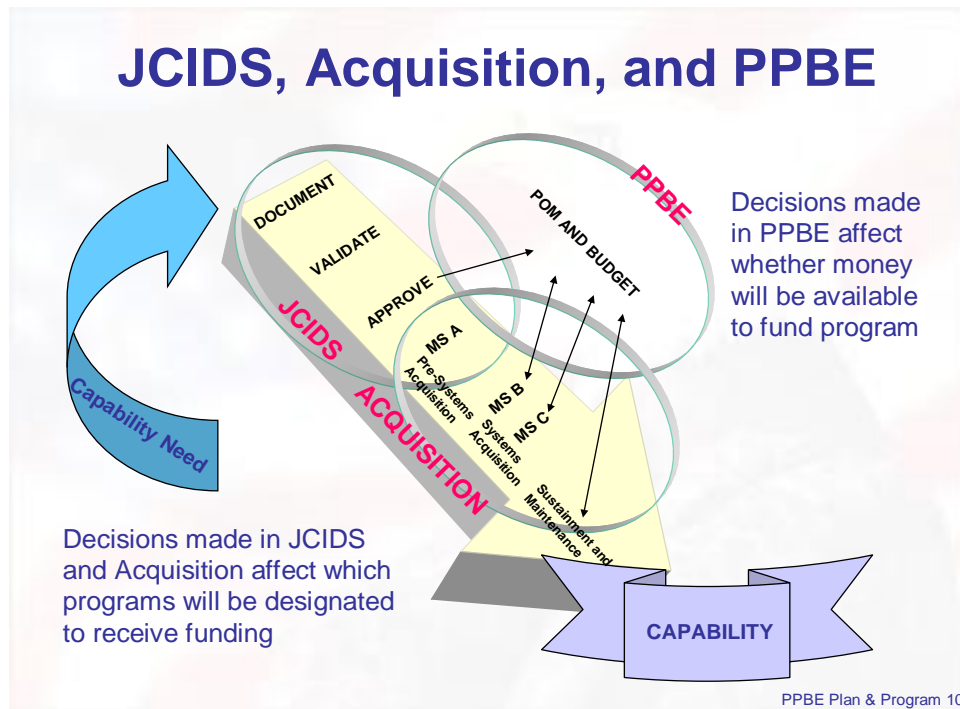 JCIDS, Acquisition, and PPBE
DOCUMENT
VALIDATE
APPROVE
JCIDS
PPBE
POM AND BUDGET
Decisions made
in PPBE affect
whether money
will be available
to fund program
Capability Need
MS A
Pre-Systems
Acquisition
MS B
MS C
Systems
Acquisition
ACQUISITION
Sustainment and
Maintenance
Decisions made in JCIDS
and Acquisition affect which
programs will be designated
to receive funding
CAPABILITY
PPBE Plan & Program 10